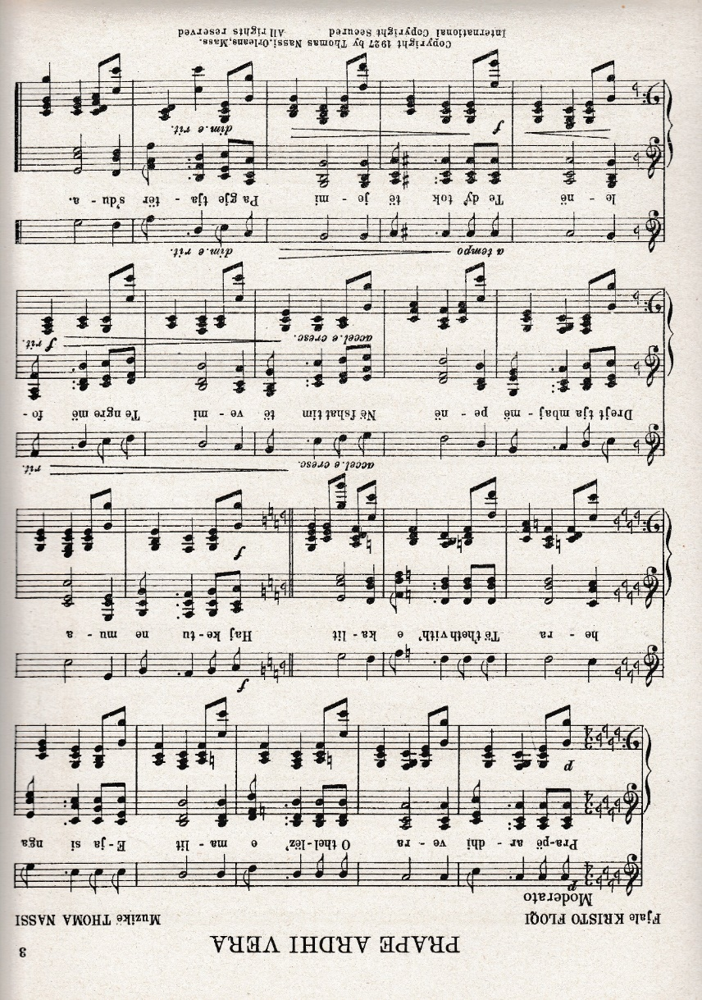 3
PRAPE ARDHI VERA
Fjale KRISTO FLOQI
Muzikë THOMA NASSI
Moderato
p
Pra-pë-ar-dhi ve-ra O thel-lëz' e ma-lit E-ja si nga
p
f
he-ra Të t'heth vith' e ka-lit Haj ke-tu ne mu-a
f
accel. e cresc. rit.
Drejt tja mbaj-më pe-në Në fshat tim të ve-mi Te ngre më fo-
accel. e cresc. f rit.
a tempo dim. e rit.
le-në Te dy' tok të je-mi Pa gje tja-tër s'du-a.
f dim. e rit.
Copyright 1927 by Thomas Nassi. Orleans, Mass.
International Copyright Secured All rights reserved